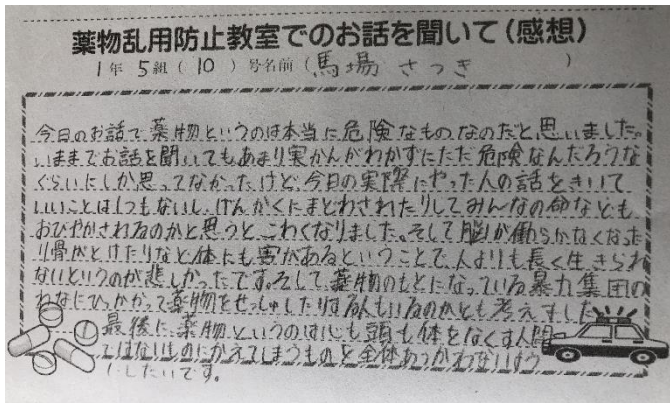 薬物乱用防止教室でのお話を聞いて(感想)
1年 5組(10)号名前(馬場 さつき)
今日のお話で薬物というのは本当に危険なものなのだと思いました。
いままでお話を聞いてもあまり実かんがわかずにただ危険なんだろうな
ぐらいにしか思ってなかったけど、今日の実際にやった人の話をきいて
いいことは1つもないし、げんかくにまどわされたりしてみんなの命なども
おびやかされるのかと思うとこわくなりました。そして脳が働らかなくなった
り骨がとけたりなど体にも害があるということで人よりも長く生きられ
ないというのが悲しかったです。そして、薬物のもとになっている暴力集団の
わなにひっかかって薬物をせっしゅしたりする人もいるのかとも考えました。
最後に、薬物というのは心も頭も体をなくす人間
ではないものにかえてしまうものと全体あつかわないよう
にしたいです。